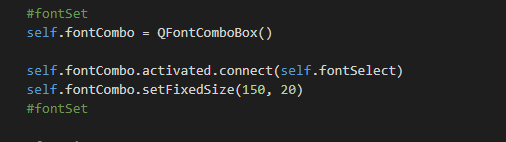 #fontSet
self.fontCombo = QFontComboBox()
self.fontCombo.activated.connect(self.fontSelect)
self.fontCombo.setFixedSize(150, 20)
#fontSet